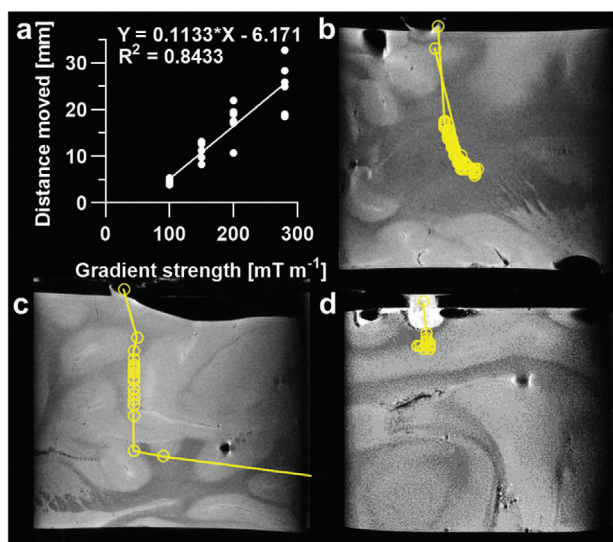 a
Y = 0.1133*X - 6.171
R² = 0.8433
Distance moved [mm]
30
20
10
0
0
100
200
300
Gradient strength [mT m⁻¹]
b
c
d